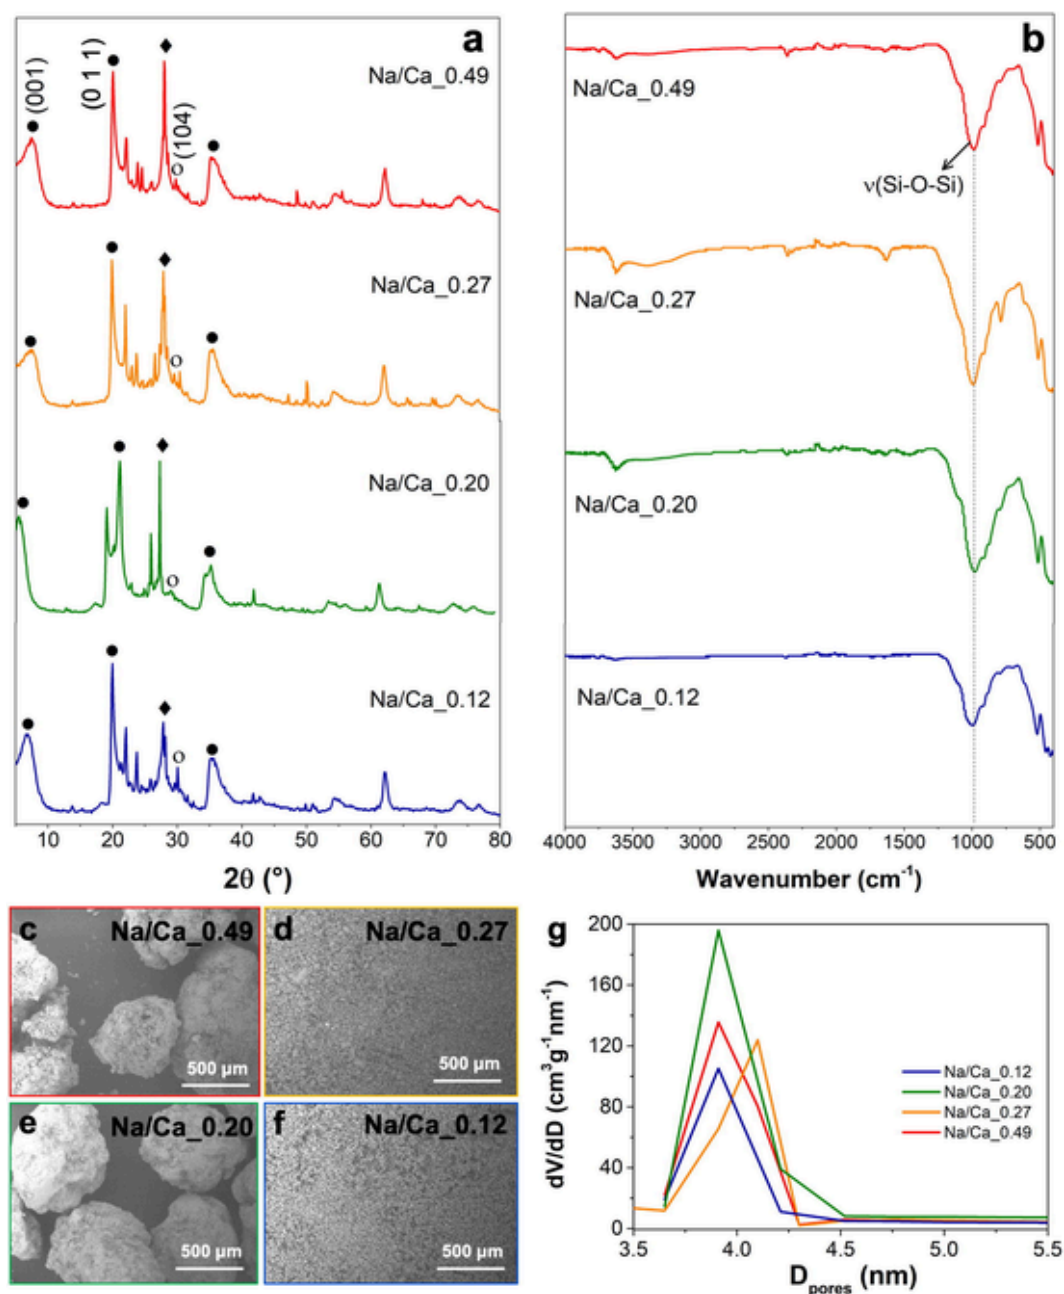 a
(001)
(0 1 1)
(104)
Na/Ca_0.49
Na/Ca_0.27
Na/Ca_0.20
Na/Ca_0.12
10 20 30 40 50 60 70 80
2θ (°)
b
Na/Ca_0.49
ν(Si-O-Si)
Na/Ca_0.27
Na/Ca_0.20
Na/Ca_0.12
4000 3500 3000 2500 2000 1500 1000 500
Wavenumber (cm-1)
c Na/Ca_0.49
500 μm
d Na/Ca_0.27
500 μm
e Na/Ca_0.20
500 μm
f Na/Ca_0.12
500 μm
g
200
160
120
80
40
0
dV/dD (cm3g-1nm-1)
Na/Ca_0.12
Na/Ca_0.20
Na/Ca_0.27
Na/Ca_0.49
3.5 4.0 4.5 5.0 5.5
Dpores (nm)